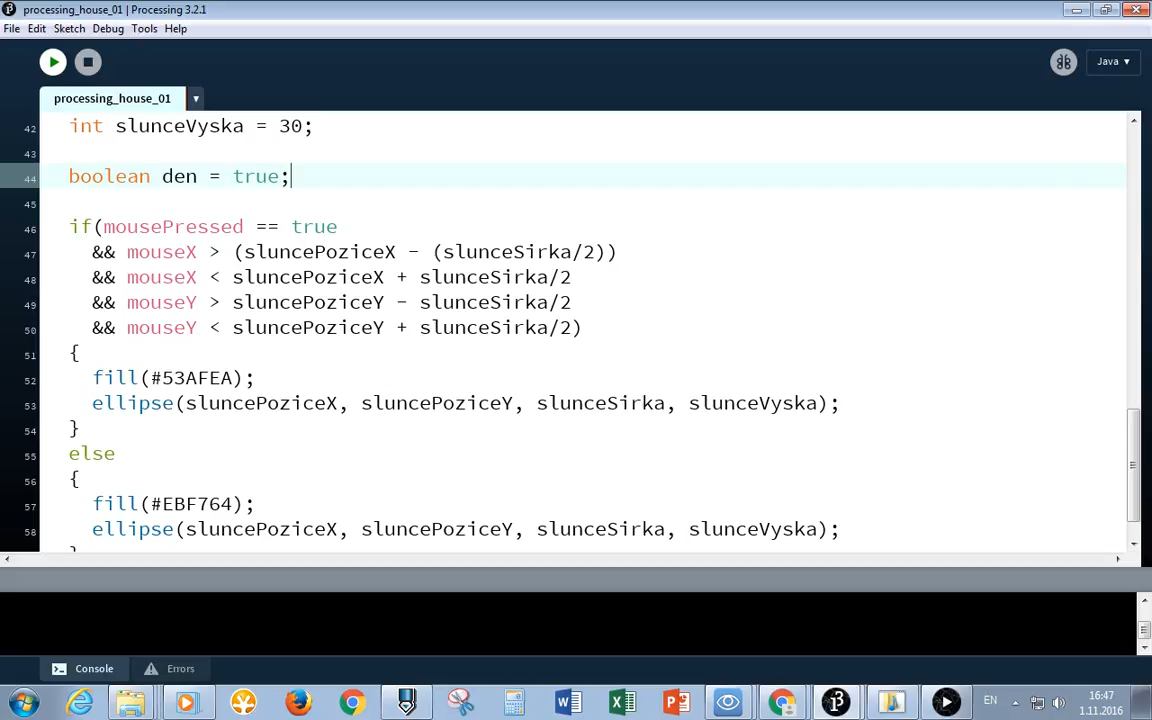 processing_house_01 | Processing 3.2.1
File Edit Sketch Debug Tools Help
Java ▾
processing_house_01 ▾
42 int slunceVyska = 30;
43
44 boolean den = true;
45
46 if(mousePressed == true
47 && mouseX > (sluncePoziceX - (slunceSirka/2))
48 && mouseX < sluncePoziceX + slunceSirka/2
49 && mouseY > sluncePoziceY - slunceSirka/2
50 && mouseY < sluncePoziceY + slunceSirka/2)
51 {
52 fill(#53AFEA);
53 ellipse(sluncePoziceX, sluncePoziceY, slunceSirka, slunceVyska);
54 }
55 else
56 {
57 fill(#EBF764);
58 ellipse(sluncePoziceX, sluncePoziceY, slunceSirka, slunceVyska);
}
Console Errors
EN
16:47
1.11.2016